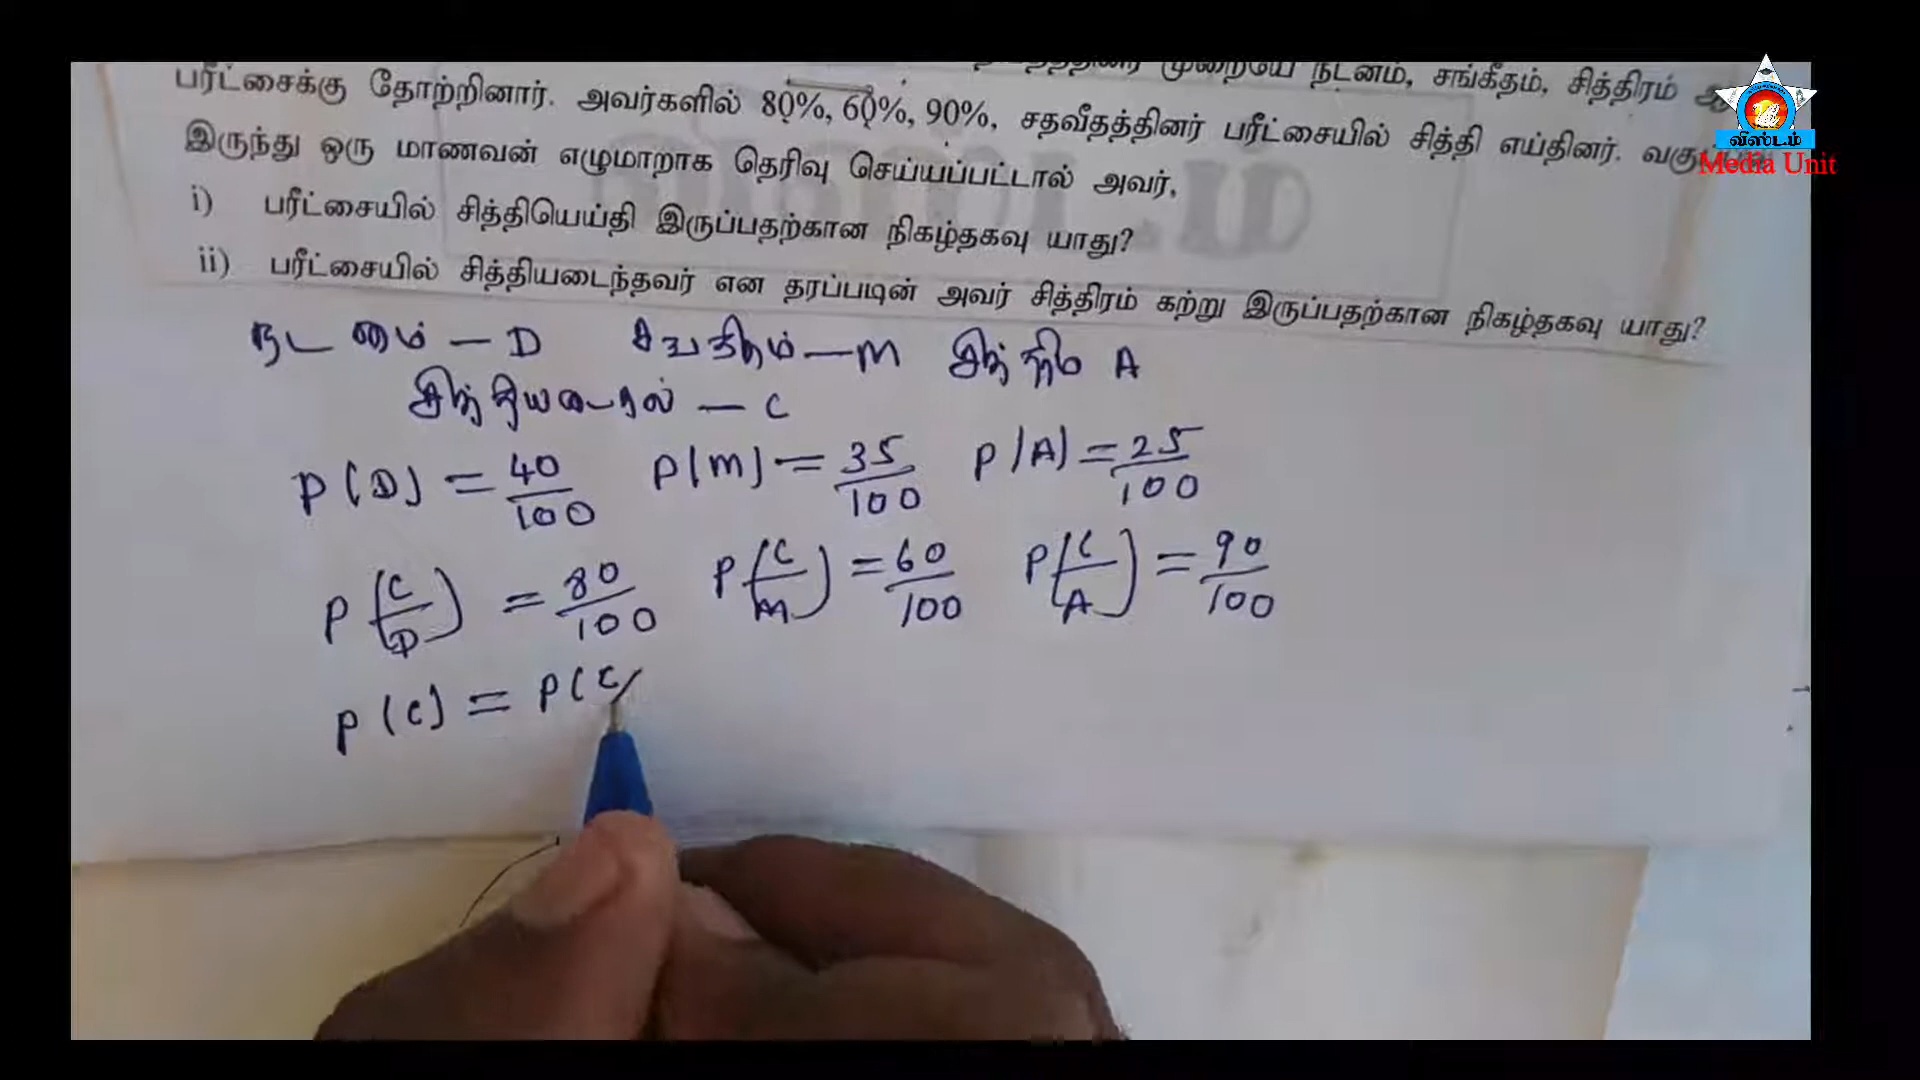 முறையே நடனம், சங்கீதம், சித்திரம்
பரீட்சைக்கு தோற்றினார். அவர்களில் 80%, 60%, 90%, சதவீதத்தினர் பரீட்சையில் சித்தி எய்தினர்.
இருந்து ஒரு மாணவன் எழுமாறாக தெரிவு செய்யப்பட்டால் அவர்,
i) பரீட்சையில் சித்தியெய்தி இருப்பதற்கான நிகழ்தகவு யாது?
ii) பரீட்சையில் சித்தியடைந்தவர் என தரப்படின் அவர் சித்திரம் கற்று இருப்பதற்கான நிகழ்தகவு யாது?
– D – M A
– C
P(D) = 40/100 P(M) = 35/100 P(A) = 25/100
P(C/D) = 80/100 P(C/M) = 60/100 P(C/A) = 90/100
P(C) = P(C/
விஸ்டம்
Media Unit